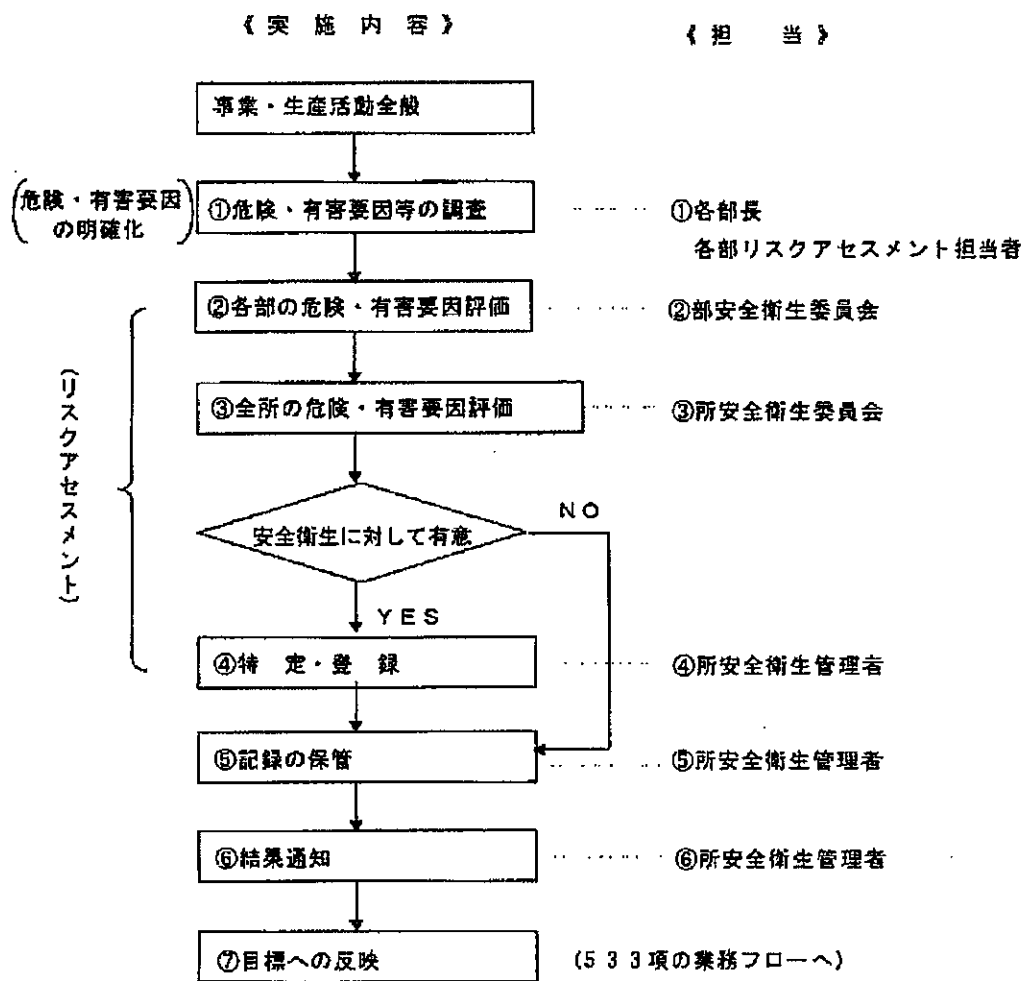 《実施内容》
《担当》
事業・生産活動全般
(危険・有害要因
の明確化)
①危険・有害要因等の調査
①各部長
各部リスクアセスメント担当者
②各部の危険・有害要因評価
②部安全衛生委員会
(リスクアセスメント)
③全所の危険・有害要因評価
③所安全衛生委員会
安全衛生に対して有意
NO
YES
④特 定・登 録
④所安全衛生管理者
⑤記録の保管
⑤所安全衛生管理者
⑥結果通知
⑥所安全衛生管理者
⑦目標への反映
(533項の業務フローへ)